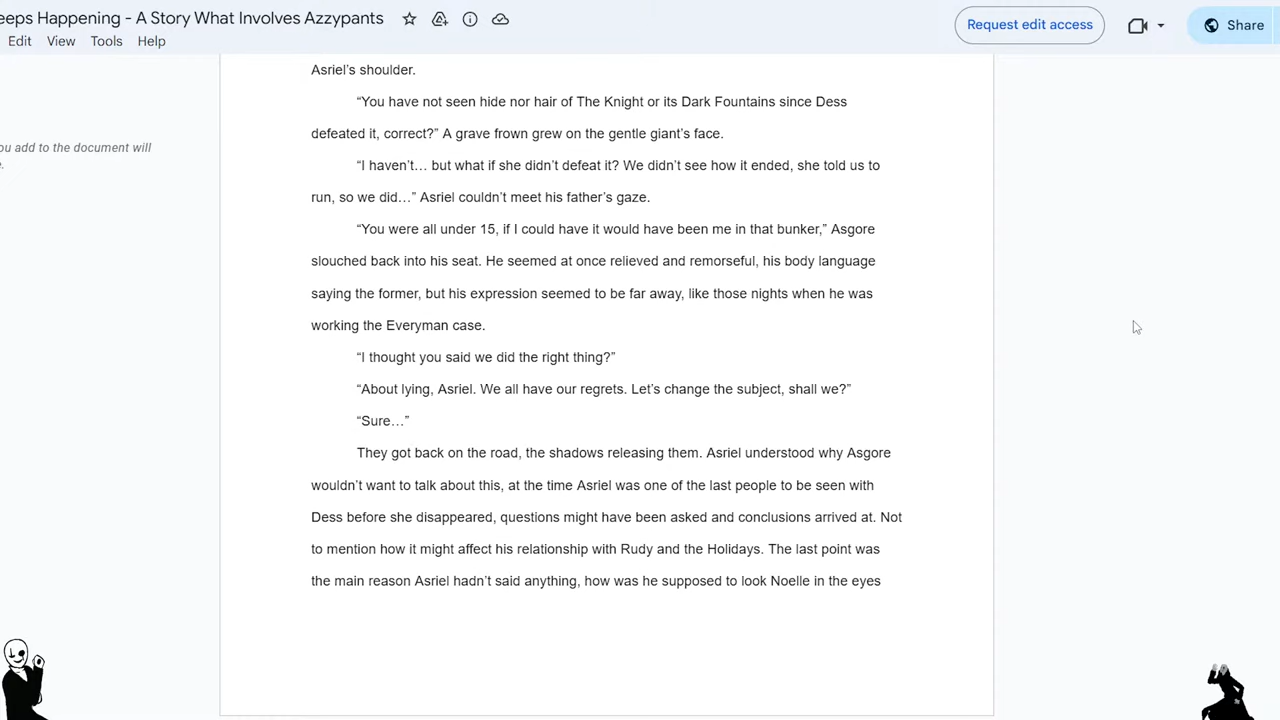 eeps Happening - A Story What Involves Azzypants
Request edit access
Share
Edit View Tools Help
ou add to the document will
Asriel’s shoulder.
“You have not seen hide nor hair of The Knight or its Dark Fountains since Dess
defeated it, correct?” A grave frown grew on the gentle giant’s face.
“I haven’t… but what if she didn’t defeat it? We didn’t see how it ended, she told us to
run, so we did…” Asriel couldn’t meet his father’s gaze.
“You were all under 15, if I could have it would have been me in that bunker,” Asgore
slouched back into his seat. He seemed at once relieved and remorseful, his body language
saying the former, but his expression seemed to be far away, like those nights when he was
working the Everyman case.
“I thought you said we did the right thing?”
“About lying, Asriel. We all have our regrets. Let’s change the subject, shall we?”
“Sure…”
They got back on the road, the shadows releasing them. Asriel understood why Asgore
wouldn’t want to talk about this, at the time Asriel was one of the last people to be seen with
Dess before she disappeared, questions might have been asked and conclusions arrived at. Not
to mention how it might affect his relationship with Rudy and the Holidays. The last point was
the main reason Asriel hadn’t said anything, how was he supposed to look Noelle in the eyes